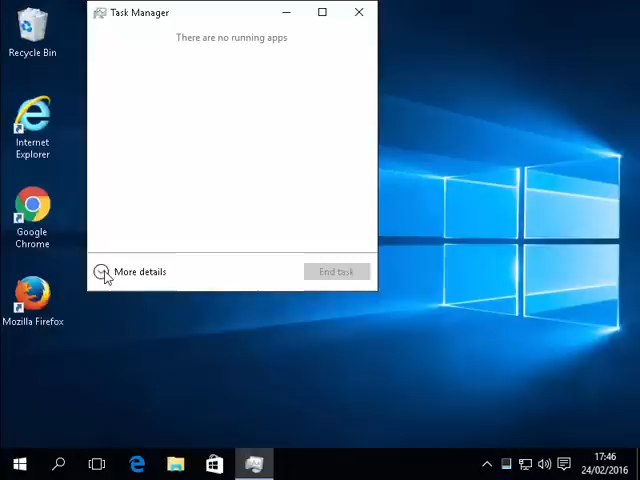 Task Manager
There are no running apps
Recycle Bin
Internet
Explorer
Google
Chrome
More details
End task
Mozilla Firefox
17:46
24/02/2016